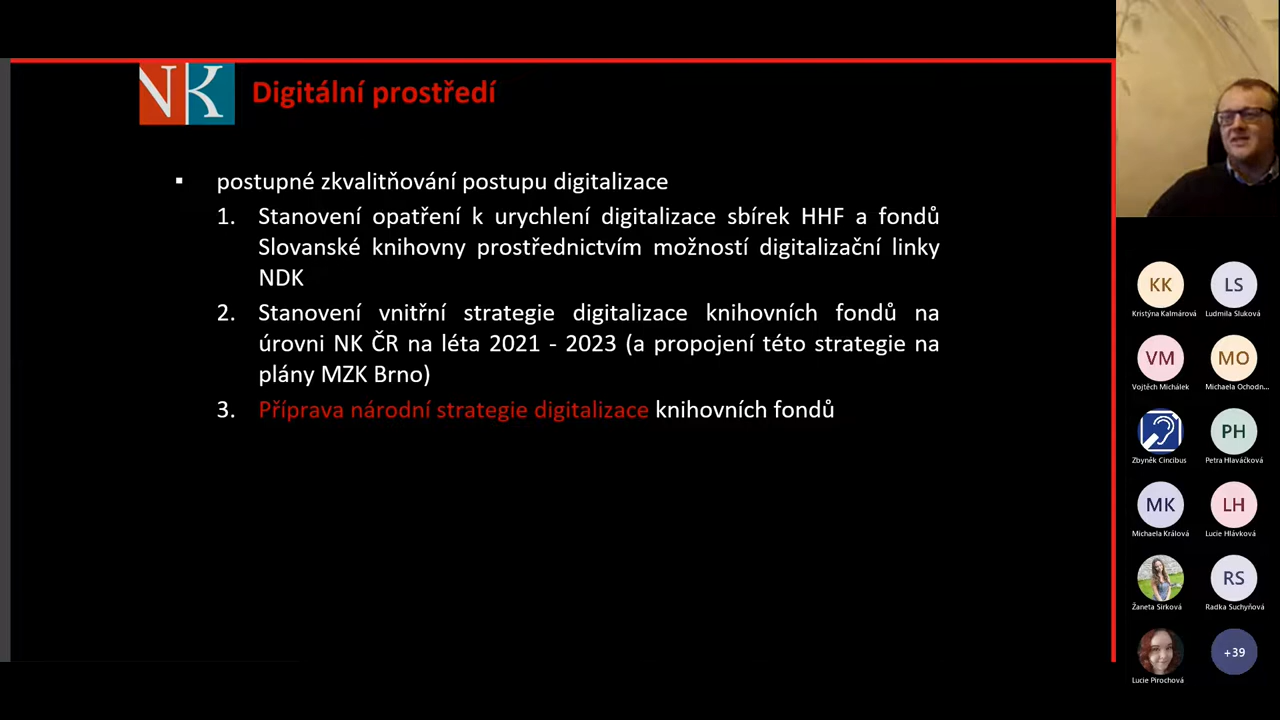 NK
Digitální prostředí
▪ postupné zkvalitňování postupu digitalizace
1. Stanovení opatření k urychlení digitalizace sbírek HHF a fondů
Slovanské knihovny prostřednictvím možností digitalizační linky
NDK
2. Stanovení vnitřní strategie digitalizace knihovních fondů na
úrovni NK ČR na léta 2021 - 2023 (a propojení této strategie na
plány MZK Brno)
3. Příprava národní strategie digitalizace knihovních fondů
KK LS
Kristýna Kalmárová Ludmila Sluková
VM MO
Vojtěch Michálek Michaela Ochodn...
PH
Zbyněk Cincibus Petra Hlaváčková
MK LH
Michaela Králová Lucie Hlávková
RS
Žaneta Sirková Radka Suchyňová
+39
Lucie Pirochová